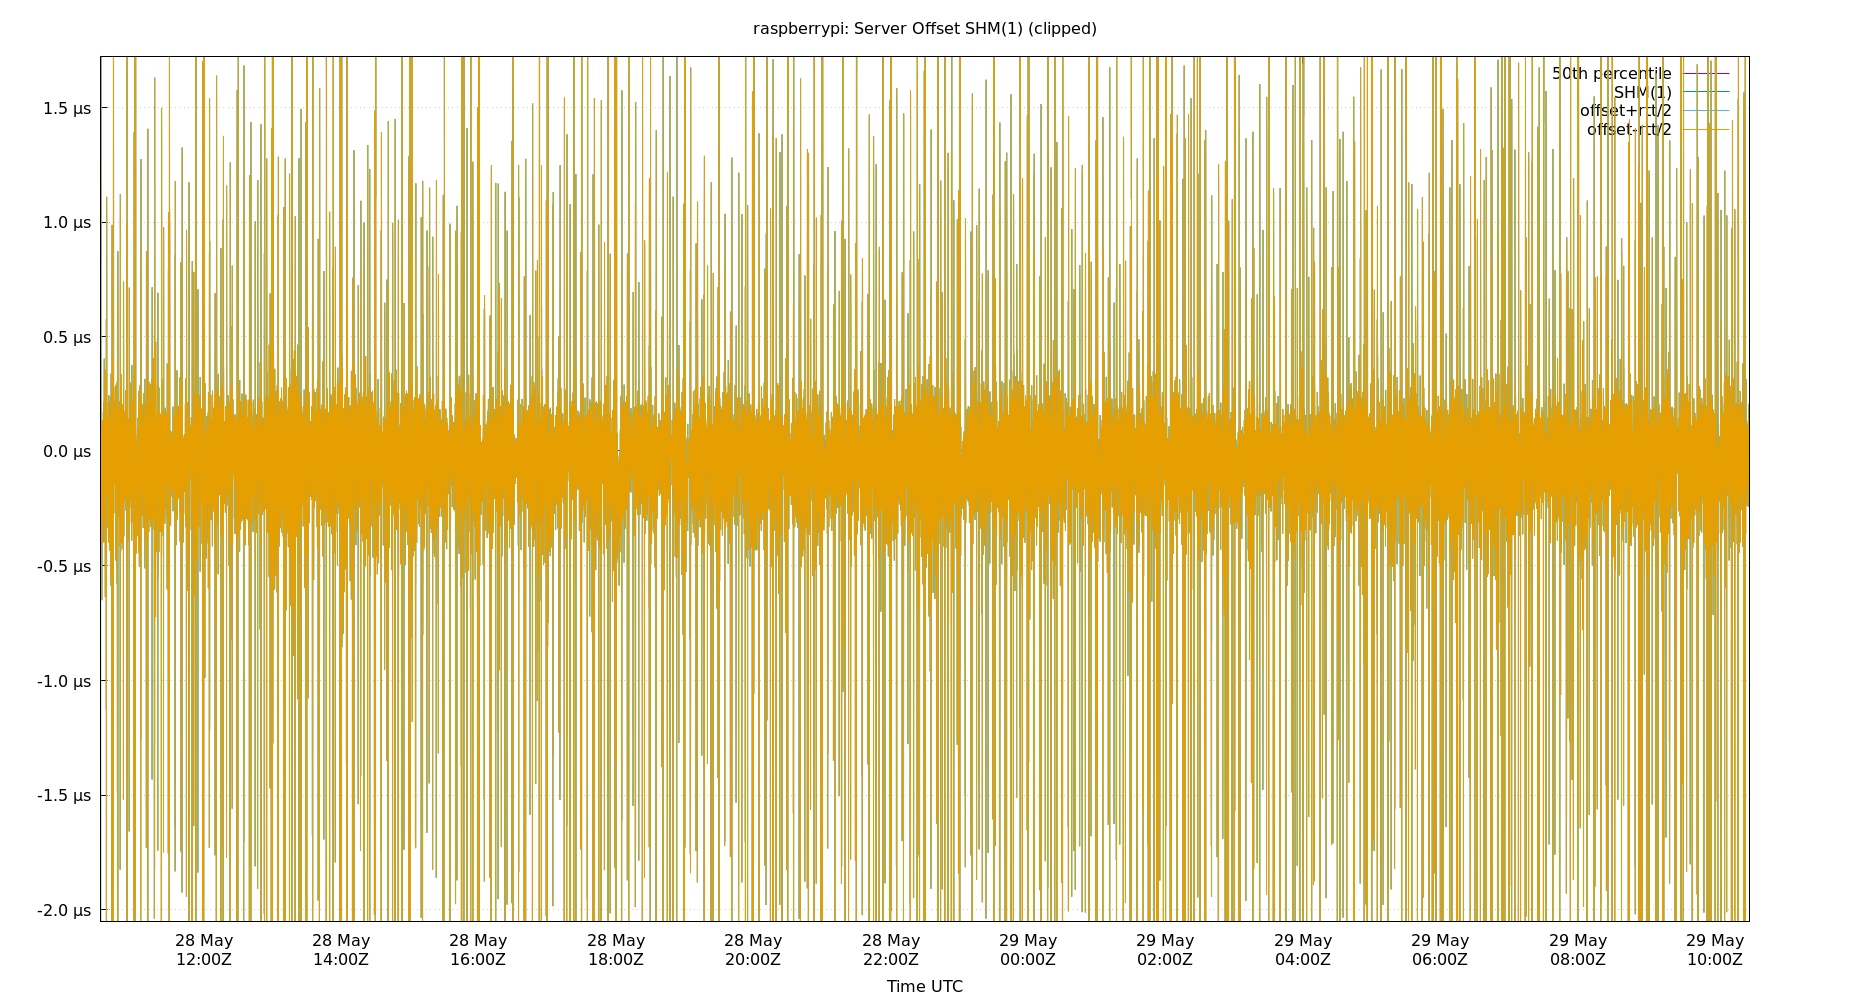 raspberrypi: Server Offset SHM(1) (clipped)
50th percentile
SHM(1)
offset+rtt/2
offset-rtt/2
1.5 µs
1.0 µs
0.5 µs
0.0 µs
-0.5 µs
-1.0 µs
-1.5 µs
-2.0 µs
28 May 28 May 28 May 28 May 28 May 28 May 29 May 29 May 29 May 29 May 29 May 29 May
12:00Z 14:00Z 16:00Z 18:00Z 20:00Z 22:00Z 00:00Z 02:00Z 04:00Z 06:00Z 08:00Z 10:00Z
Time UTC